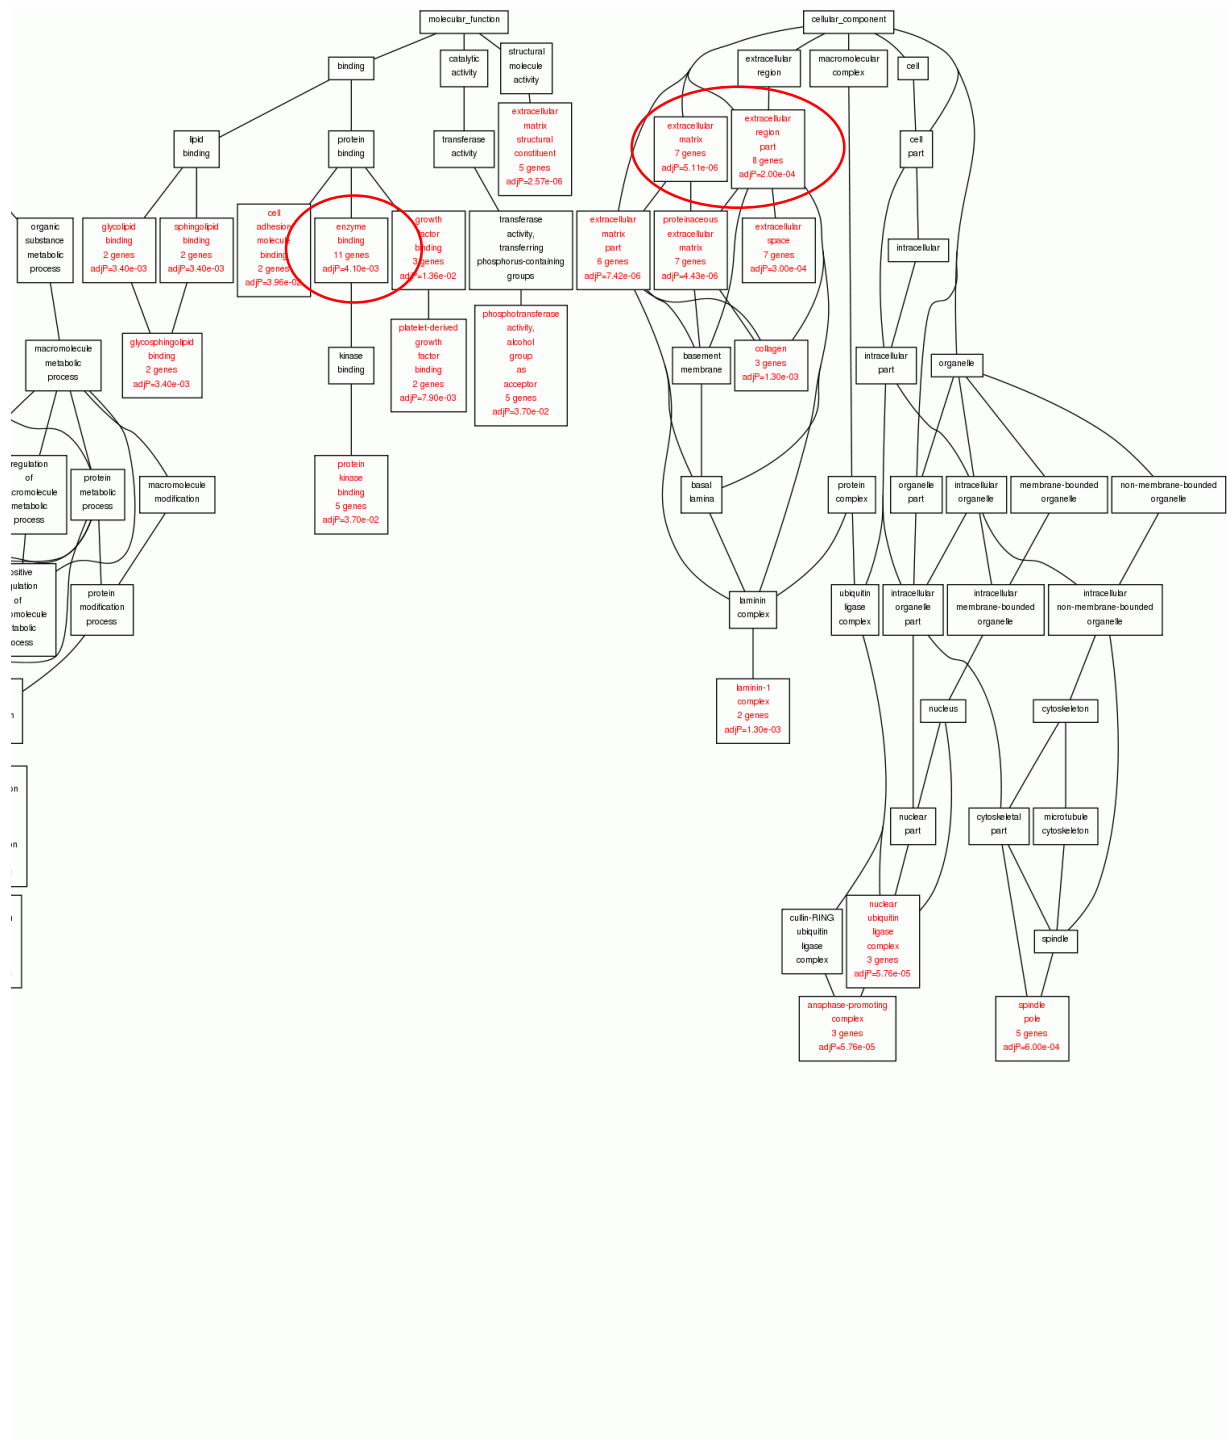 molecular_function
cellular_component
binding
catalytic
activity
structural
molecule
activity
extracellular
region
macromolecular
complex
cell
lipid
binding
protein
binding
transferase
activity
extracellular
matrix
structural
constituent
5 genes
adjP=2.57e-06
extracellular
matrix
7 genes
adjP=5.11e-06
extracellular
region
part
8 genes
adjP=2.00e-04
cell
part
organic
substance
metabolic
process
glycolipid
binding
2 genes
adjP=3.40e-03
sphingolipid
binding
2 genes
adjP=3.40e-03
cell
adhesion
molecule
binding
2 genes
adjP=3.96e-02
enzyme
binding
11 genes
adjP=4.10e-03
growth
factor
binding
3 genes
adjP=1.36e-02
transferase
activity,
transferring
phosphorus-containing
groups
extracellular
matrix
part
6 genes
adjP=7.42e-06
proteinaceous
extracellular
matrix
7 genes
adjP=4.43e-06
extracellular
space
7 genes
adjP=3.00e-04
intracellular
macromolecule
metabolic
process
glycosphingolipid
binding
2 genes
adjP=3.40e-03
kinase
binding
platelet-derived
growth
factor
binding
2 genes
adjP=7.90e-03
phosphotransferase
activity,
alcohol
group
as
acceptor
5 genes
adjP=3.70e-02
basement
membrane
collagen
3 genes
adjP=1.30e-03
intracellular
part
organelle
regulation
of
cromolecule
metabolic
process
protein
metabolic
process
macromolecule
modification
protein
kinase
binding
5 genes
adjP=3.70e-02
basal
lamina
protein
complex
organelle
part
intracellular
organelle
membrane-bounded
organelle
non-membrane-bounded
organelle
ositive
gulation
of
omolecule
tabolic
ocess
protein
modification
process
laminin
complex
ubiquitin
ligase
complex
intracellular
organelle
part
intracellular
membrane-bounded
organelle
intracellular
non-membrane-bounded
organelle
laminin-1
complex
2 genes
adjP=1.30e-03
nucleus
cytoskeleton
nuclear
part
cytoskeletal
part
microtubule
cytoskeleton
cullin-RING
ubiquitin
ligase
complex
nuclear
ubiquitin
ligase
complex
3 genes
adjP=5.76e-05
spindle
anaphase-promoting
complex
3 genes
adjP=5.76e-05
spindle
pole
5 genes
adjP=6.00e-04